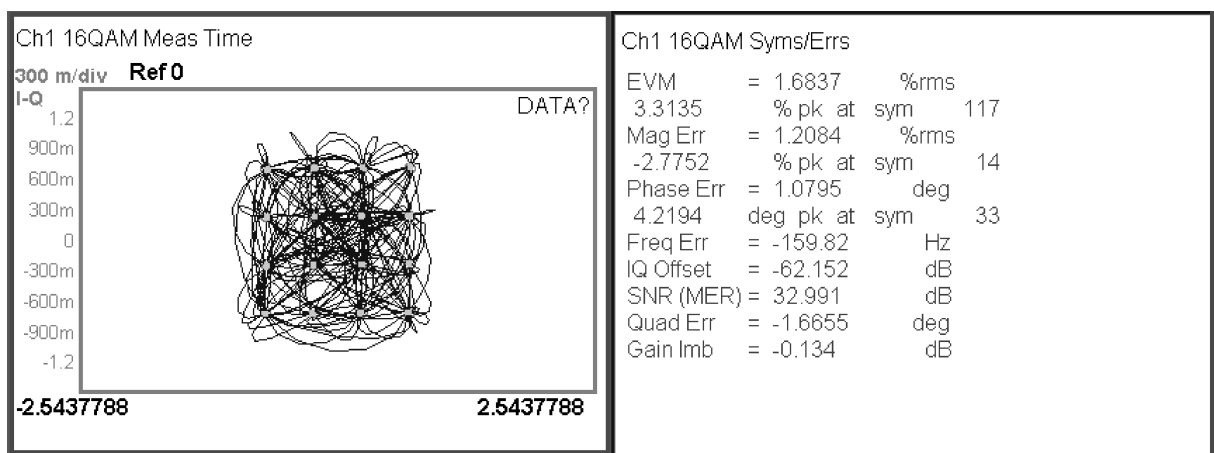 Ch1 16QAM Meas Time
300 m/div Ref 0
I-Q
DATA?
1.2
900m
600m
300m
0
-300m
-600m
-900m
-1.2
-2.5437788 2.5437788
Ch1 16QAM Syms/Errs
EVM = 1.6837 %rms
3.3135 % pk at sym 117
Mag Err = 1.2084 %rms
-2.7752 % pk at sym 14
Phase Err = 1.0795 deg
4.2194 deg pk at sym 33
Freq Err = -159.82 Hz
IQ Offset = -62.152 dB
SNR (MER) = 32.991 dB
Quad Err = -1.6655 deg
Gain Imb = -0.134 dB